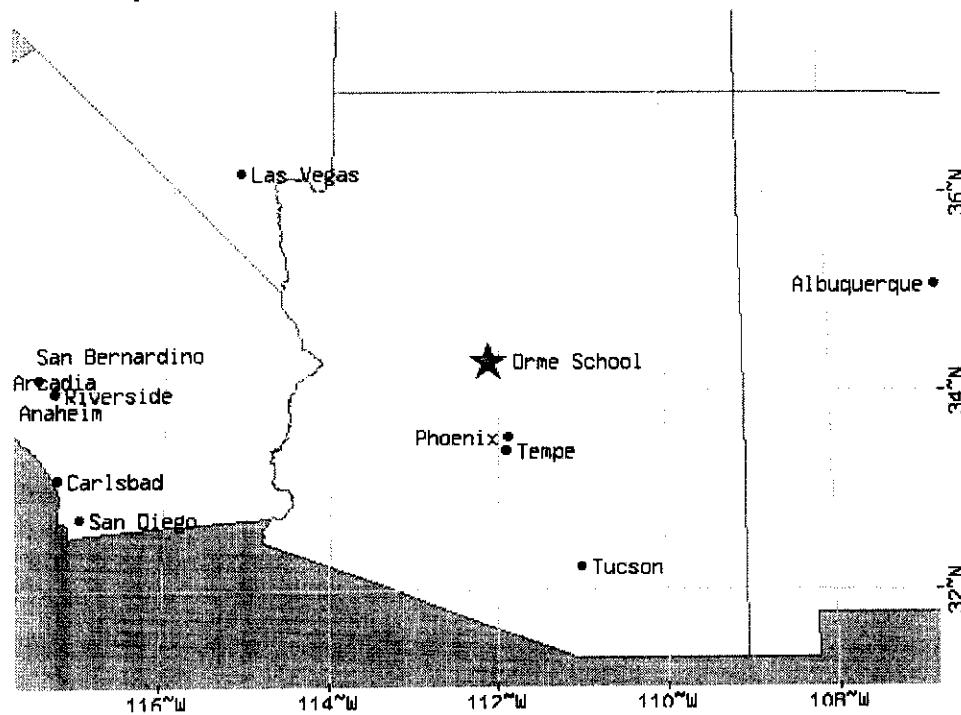 Las Vegas
36~N
Albuquerque
San Bernardino
Orme School
Arcadia
Riverside
34~N
Anaheim
Phoenix
Tempe
Carlsbad
San Diego
Tucson
32~N
116~W
114~W
112~W
110~W
108~W